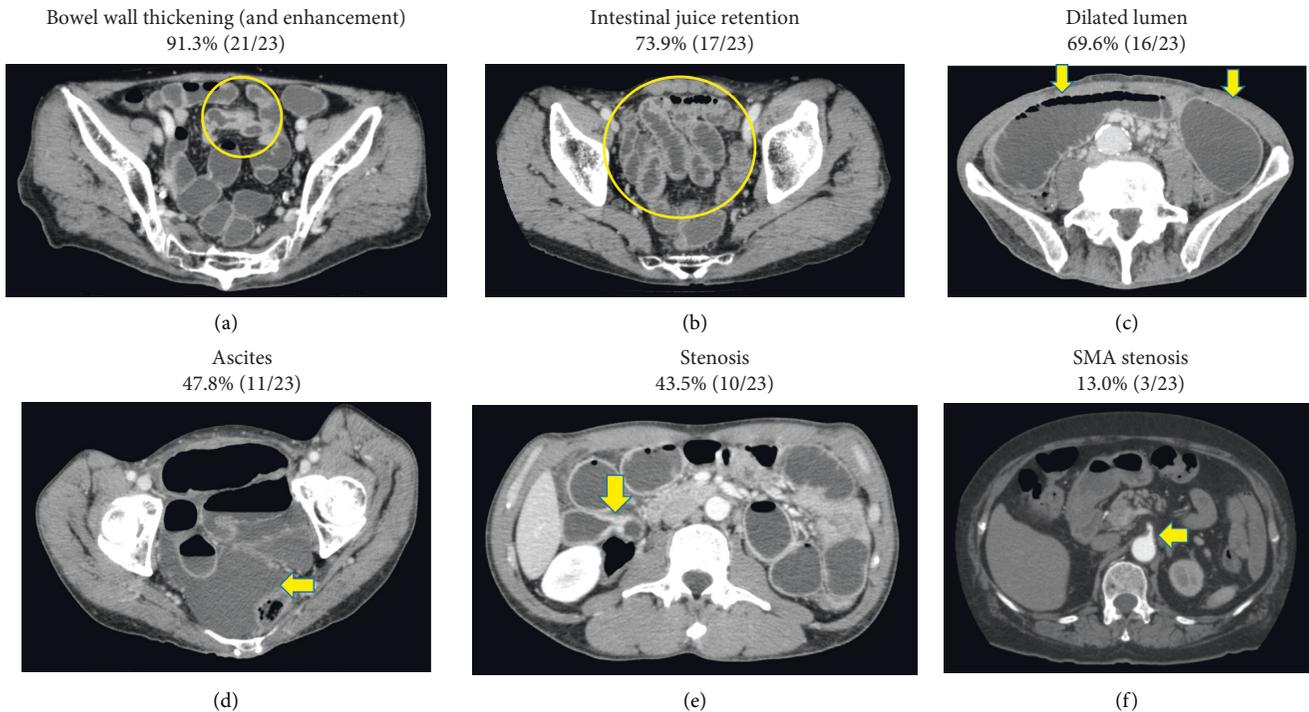 Bowel wall thickening (and enhancement)
91.3% (21/23)
Intestinal juice retention
73.9% (17/23)
Dilated lumen
69.6% (16/23)
(a)
(b)
(c)
Ascites
47.8% (11/23)
Stenosis
43.5% (10/23)
SMA stenosis
13.0% (3/23)
(d)
(e)
(f)